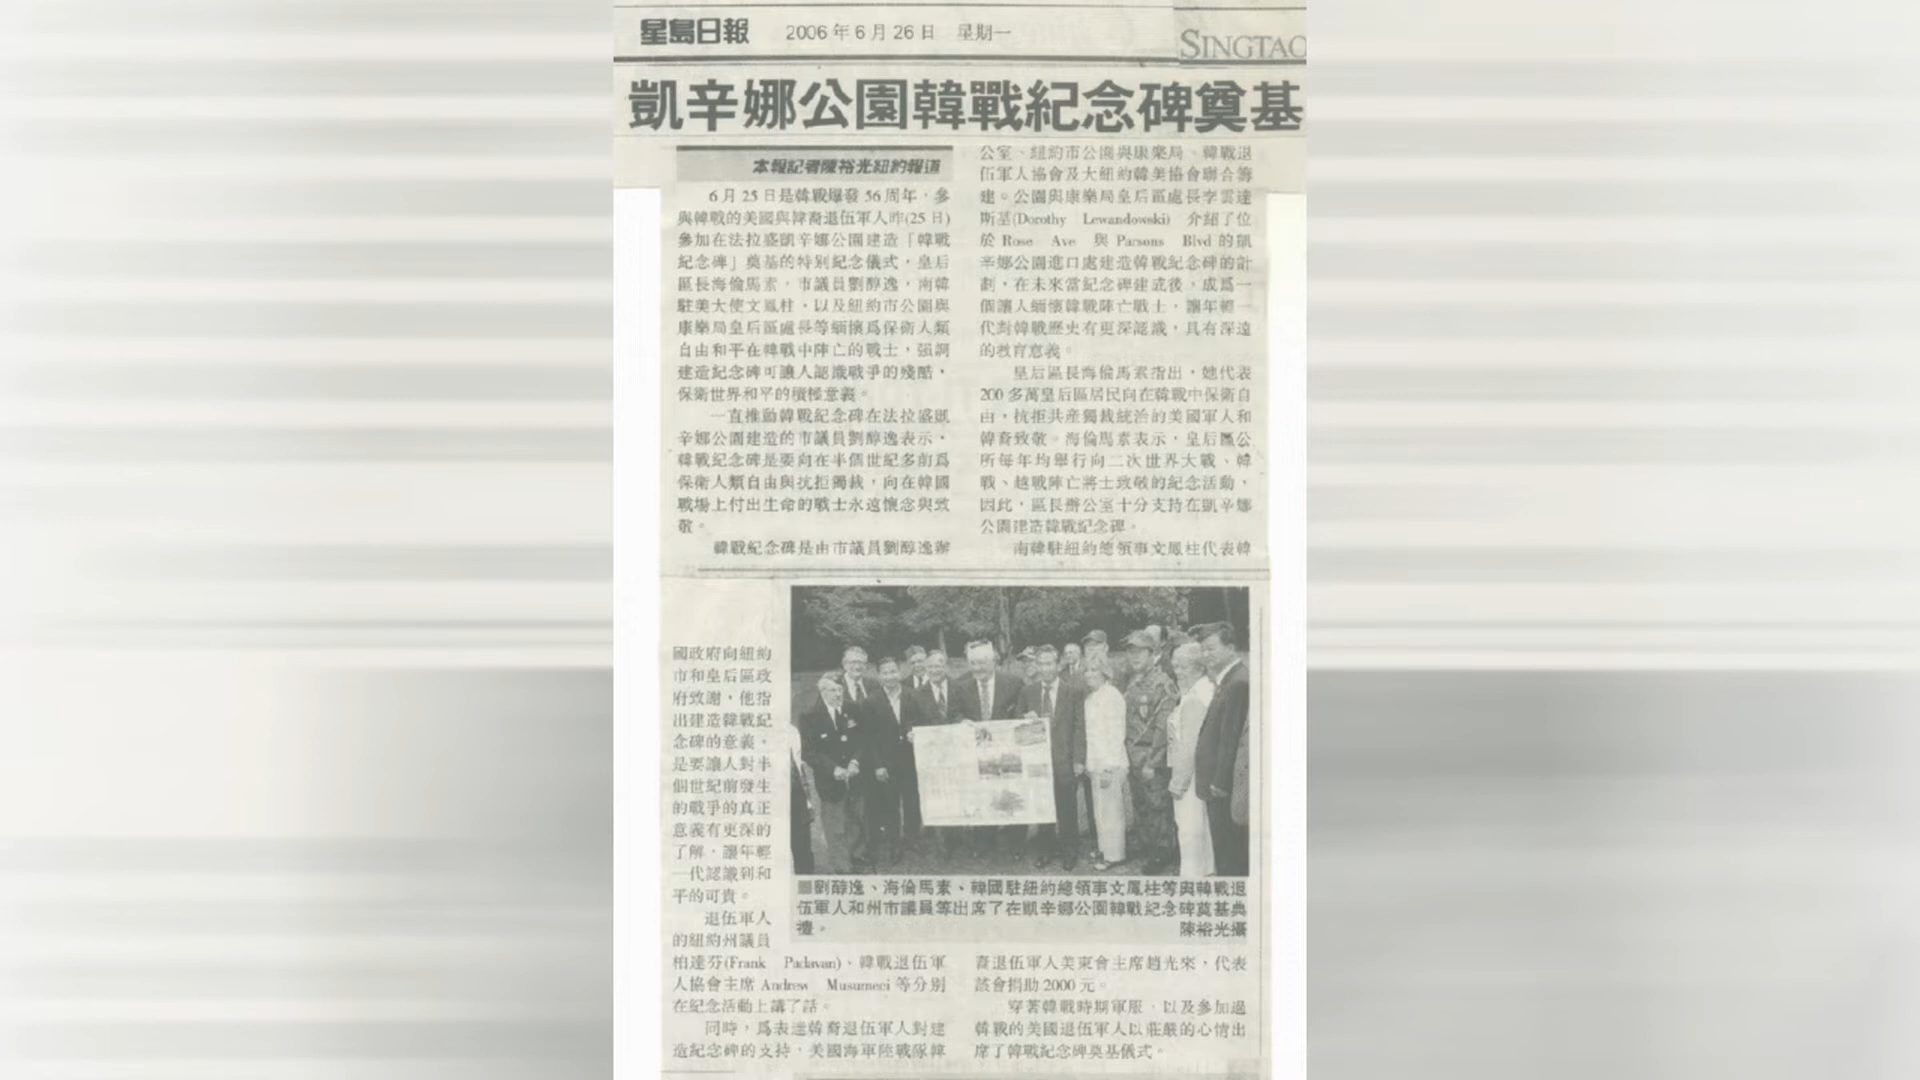 星島日報 2006年6月26日 星期一
SINGTAO
凱辛娜公園韓戰紀念碑奠基
本報記者陳裕光紐約報道
6月25日是韓戰爆發56周年,參
與韓戰的美國與韓裔退伍軍人昨(25日)
參加在法拉盛凱辛娜公園建造「韓戰
紀念碑」奠基的特別紀念儀式,皇后
區長海倫馬素,市議員劉醇逸,南韓
駐美大使文鳳柱,以及紐約市公園與
康樂局皇后區處長等緬懷爲保衛人類
自由和平在韓戰中陣亡的戰士,强調
建造紀念碑可讓人認識戰爭的殘酷,
保衛世界和平的積極意義。
一直推動韓戰紀念碑在法拉盛凱
辛娜公園建造的市議員劉醇逸表示,
韓戰紀念碑是要向在半個世紀多前爲
保衛人類自由與抗拒獨裁,向在韓國
戰場上付出生命的戰士永遠懷念與致
敬。
韓戰紀念碑是由市議員劉醇逸辦
公室、紐約市公園與康樂局、韓戰退
伍軍人協會及大紐約韓美協會聯合籌
建。公園與康樂局皇后區處長李雲達
斯基(Dorothy Lewandowski) 介紹了位
於 Rose Ave 與 Parsons Blvd 的凱
辛娜公園進口處建造韓戰紀念碑的計
劃,在未來當紀念碑建成後,成爲一
個讓人緬懷韓戰陣亡戰士,讓年輕一
代對韓戰歷史有更深認識,具有深遠
的教育意義。
皇后區長海倫馬素指出,她代表
200多萬皇后區居民向在韓戰中保衛自
由,抗拒共産獨裁統治的美國軍人和
韓裔致敬。海倫馬素表示,皇后區公
所每年均舉行向二次世界大戰、韓
戰、越戰陣亡將士致敬的紀念活動,
因此,區長辦公室十分支持在凱辛娜
公園建造韓戰紀念碑。
南韓駐紐約總領事文鳳柱代表韓
國政府向紐約
市和皇后區政
府致謝,他指
出建造韓戰紀
念碑的意義,
是要讓人對半
個世紀前發生
的戰爭的真正
意義有更深的
了解,讓年輕
一代認識到和
平的可貴。
退伍軍人
的紐約州議員
柏達芬(Frank Padavan)、韓戰退伍軍
人協會主席 Andrew Musumeci 等分別
在紀念活動上講了話。
同時,爲表達韓裔退伍軍人對建
造紀念碑的支持,美國海軍陸戰隊韓
■劉醇逸、海倫馬素、韓國駐紐約總領事文鳳柱等與韓戰退
伍軍人和州市議員等出席了在凱辛娜公園韓戰紀念碑奠基典
禮。 陳裕光攝
裔退伍軍人美東會主席趙光來,代表
該會捐助2000元。
穿著韓戰時期軍服,以及參加過
韓戰的美國退伍軍人以莊嚴的心情出
席了韓戰紀念碑奠基儀式。